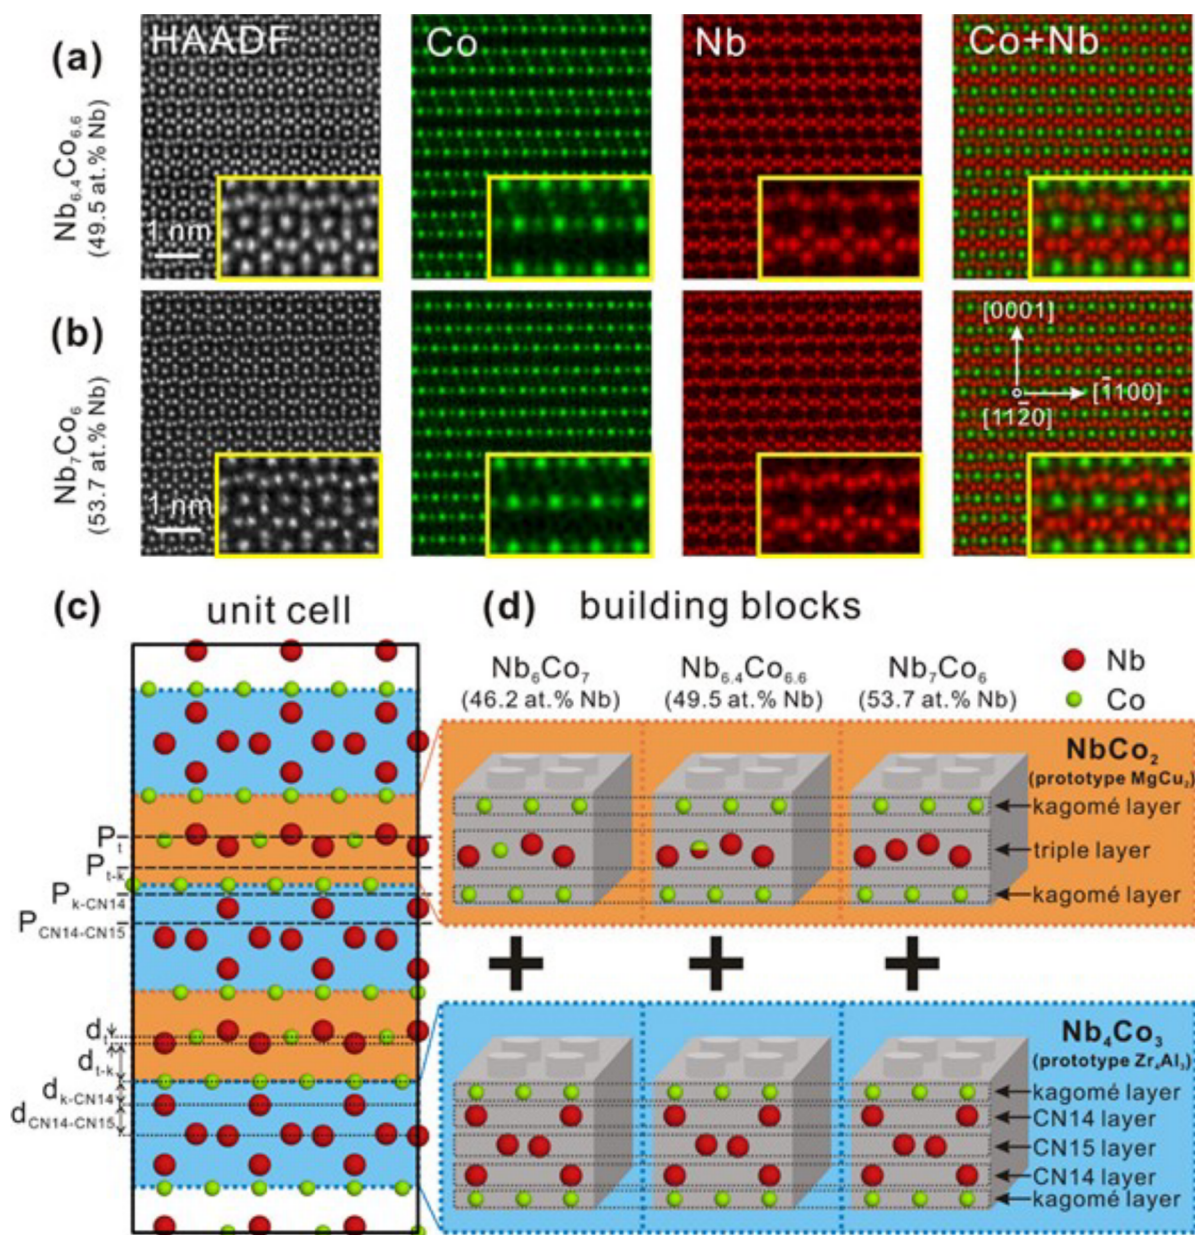 (a)
Nb6.4Co6.6
(49.5 at.% Nb)
HAADF
Co
Nb
Co+Nb
1 nm
(b)
Nb7Co6
(53.7 at.% Nb)
1 nm
[0001]
[1̄100]
[112̄0]
(c) unit cell
(d) building blocks
Nb6Co7
(46.2 at.% Nb)
Nb6.4Co6.6
(49.5 at.% Nb)
Nb7Co6
(53.7 at.% Nb)
Nb
Co
Pt
Pt-k
Pk-CN14
PCN14-CN15
dt
dt-k
dk-CN14
dCN14-CN15
NbCo2
(prototype MgCu2)
kagomé layer
triple layer
kagomé layer
+ + +
Nb4Co3
(prototype Zr4Al3)
kagomé layer
CN14 layer
CN15 layer
CN14 layer
kagomé layer